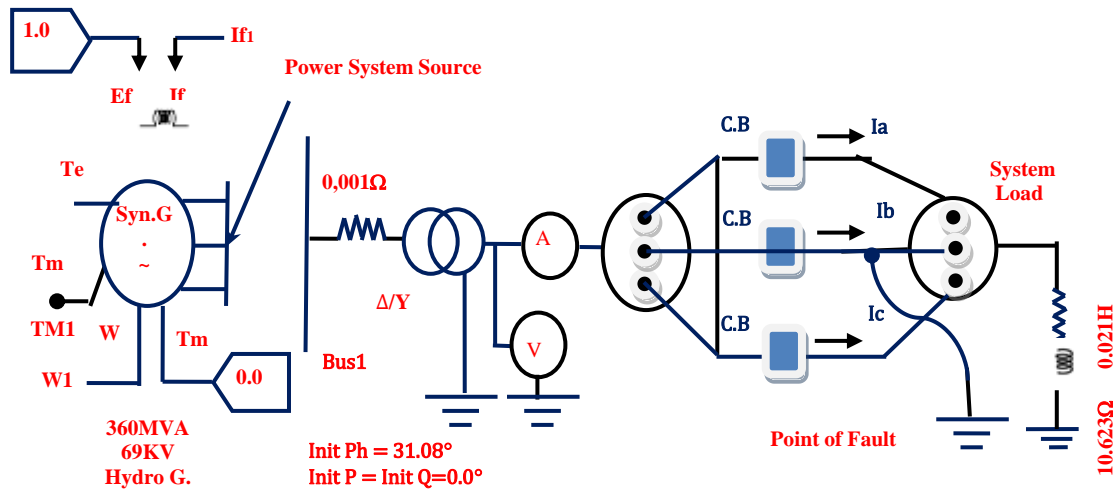 1.0
If1
Ef
If
Power System Source
Te
Syn.G
.
~
Tm
TM1
W
Tm
W1
0.0
360MVA
69KV
Hydro G.
0,001Ω
Δ/Y
Bus1
Init Ph = 31.08°
Init P = Init Q=0.0°
A
V
C.B
Ia
C.B
Ib
C.B
Ic
System
Load
Point of Fault
10.623Ω 0.021H